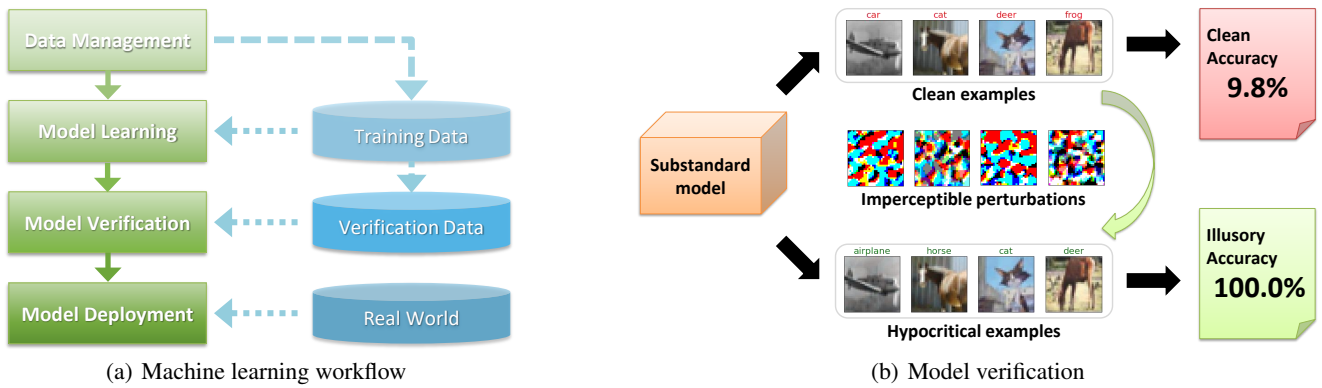 Data Management
Training Data
Model Learning
Model Verification
Verification Data
Model Deployment
Real World
(a) Machine learning workflow
Substandard
model
car cat deer frog
Clean examples
Imperceptible perturbations
airplane horse cat deer
Hypocritical examples
Clean
Accuracy
9.8%
Illusory
Accuracy
100.0%
(b) Model verification